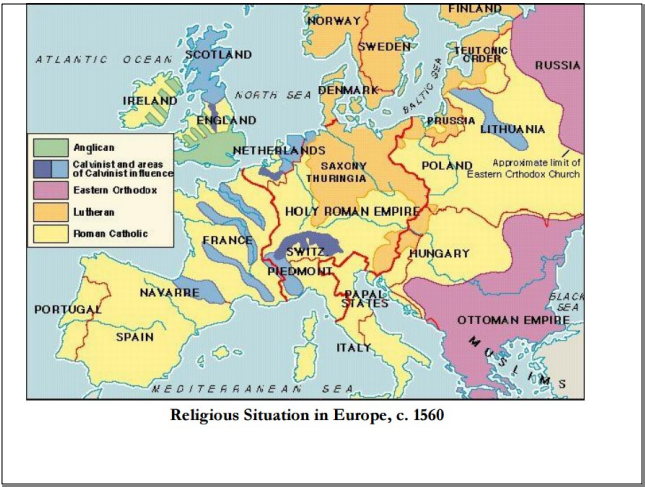 NORWAY
FINLAND
SWEDEN
TEUTONIC
ORDER
RUSSIA
ATLANTIC OCEAN
SCOTLAND
NORTH SEA
DENMARK
BALTIC SEA
IRELAND
ENGLAND
PRUSSIA
LITHUANIA
NETHERLANDS
Anglican
Calvinist and areas
of Calvinist influence
Eastern Orthodox
Lutheran
Roman Catholic
SAXONY
THURINGIA
POLAND
Approximate limit of
Eastern Orthodox Church
HOLY ROMAN EMPIRE
FRANCE
SWITZ.
HUNGARY
PIEDMONT
NAVARRE
PAPAL
STATES
BLACK
SEA
PORTUGAL
OTTOMAN EMPIRE
SPAIN
ITALY
MUSLIMS
MEDITERRANEAN SEA
Religious Situation in Europe, c. 1560